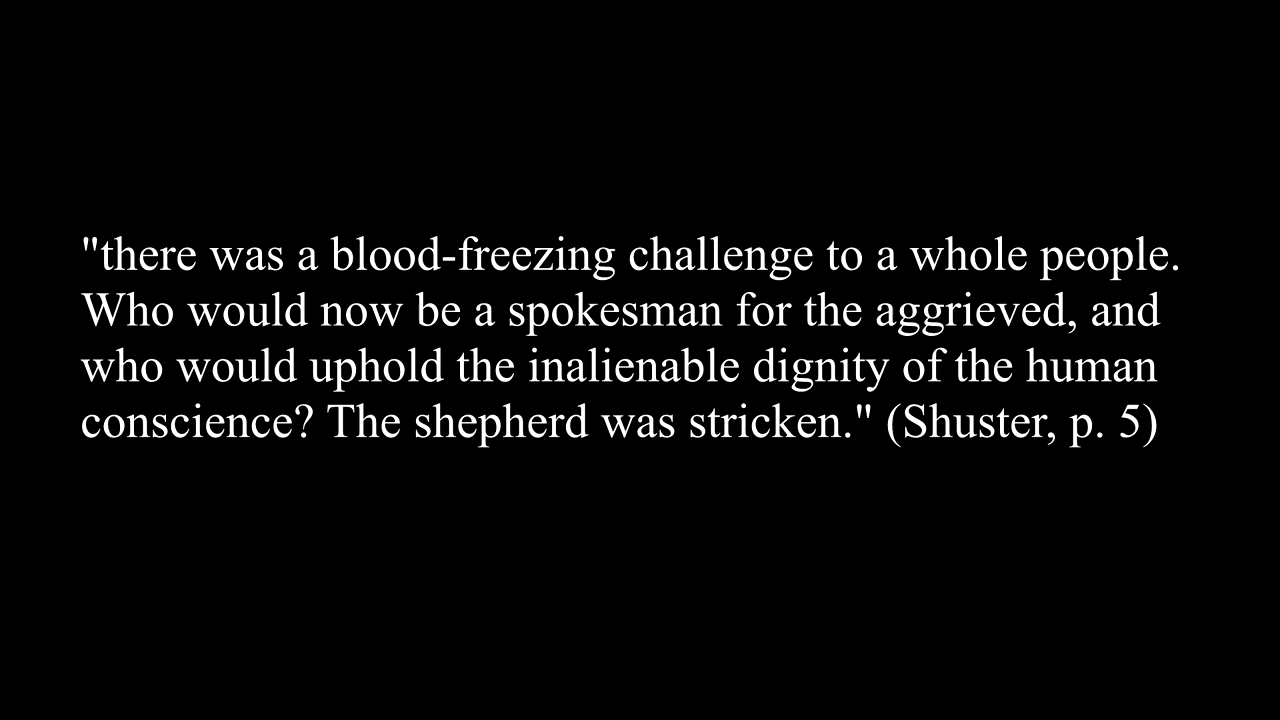 "there was a blood-freezing challenge to a whole people.
Who would now be a spokesman for the aggrieved, and
who would uphold the inalienable dignity of the human
conscience? The shepherd was stricken." (Shuster, p. 5)